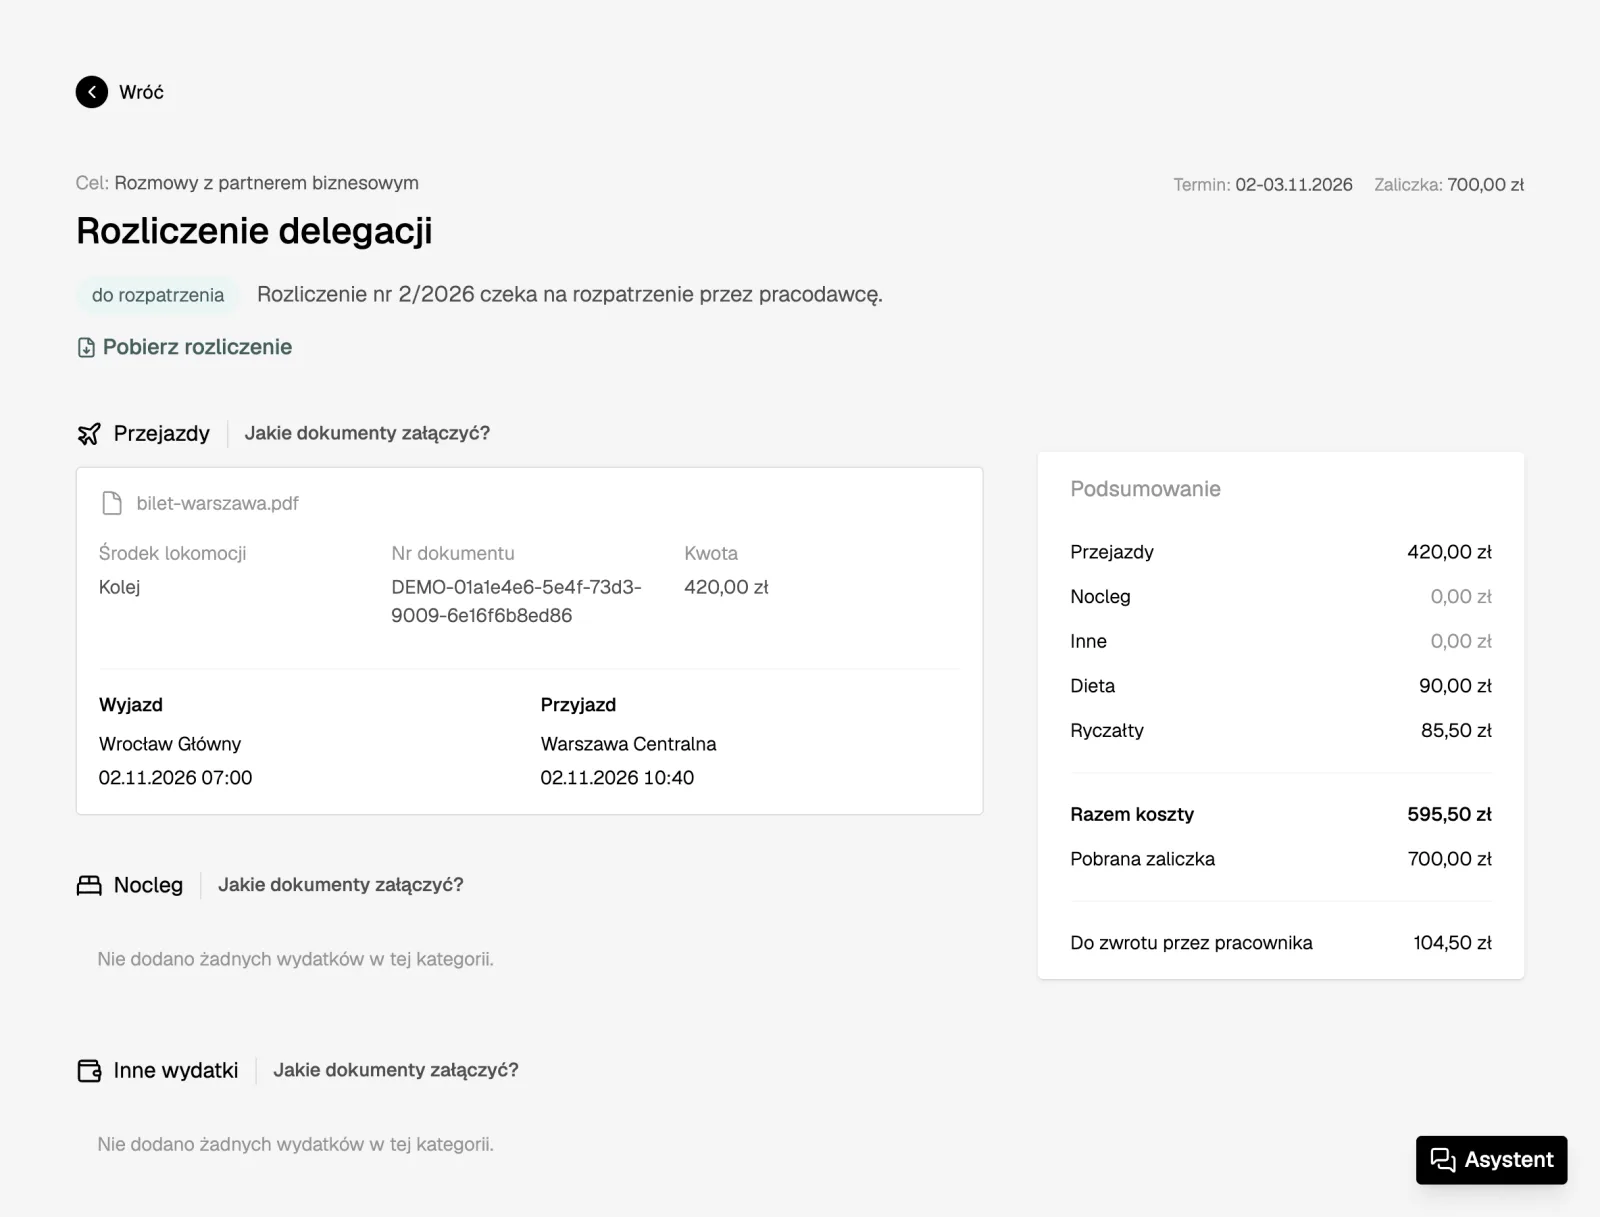 Wróć
Cel: Rozmowy z partnerem biznesowym
Termin: 02-03.11.2026 Zaliczka: 700,00 zł
Rozliczenie delegacji
do rozpatrzenia Rozliczenie nr 2/2026 czeka na rozpatrzenie przez pracodawcę.
Pobierz rozliczenie
Przejazdy Jakie dokumenty załączyć?
bilet-warszawa.pdf
Środek lokomocji Nr dokumentu Kwota
Kolej DEMO-01a1e4e6-5e4f-73d3- 420,00 zł
9009-6e16f6b8ed86
Wyjazd Przyjazd
Wrocław Główny Warszawa Centralna
02.11.2026 07:00 02.11.2026 10:40
Nocleg Jakie dokumenty załączyć?
Nie dodano żadnych wydatków w tej kategorii.
Inne wydatki Jakie dokumenty załączyć?
Nie dodano żadnych wydatków w tej kategorii.
Podsumowanie
Przejazdy 420,00 zł
Nocleg 0,00 zł
Inne 0,00 zł
Dieta 90,00 zł
Ryczałty 85,50 zł
Razem koszty 595,50 zł
Pobrana zaliczka 700,00 zł
Do zwrotu przez pracownika 104,50 zł
Asystent